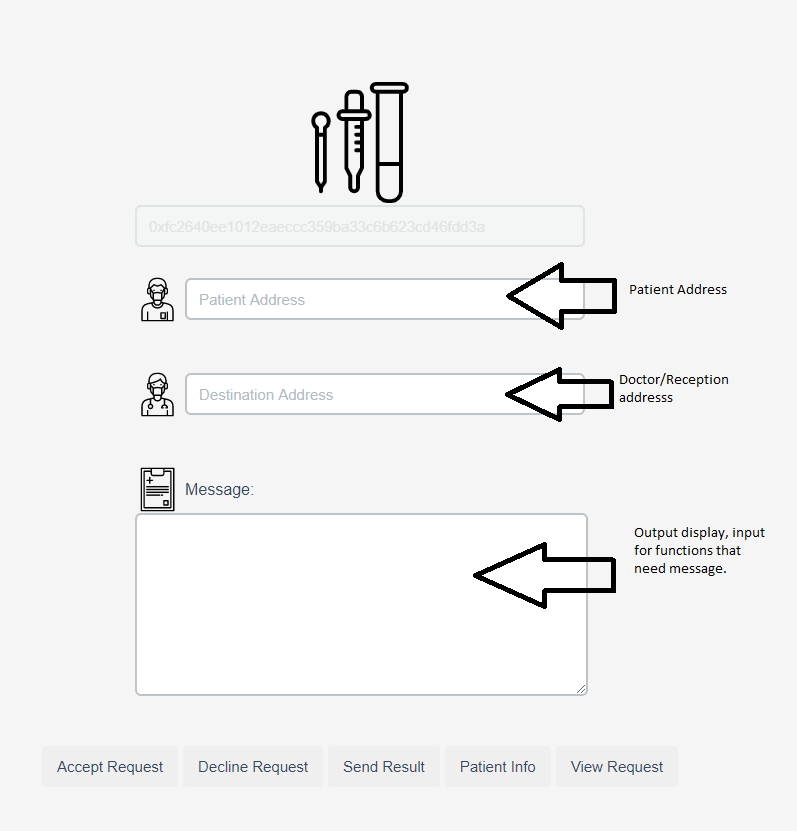 0xfc2640ee1012eaeccc359ba33c6b623cd46fdd3a
Patient Address
Patient Address
Destination Address
Doctor/Reception
addresss
Message:
Output display, input
for functions that
need message.
Accept Request
Decline Request
Send Result
Patient Info
View Request